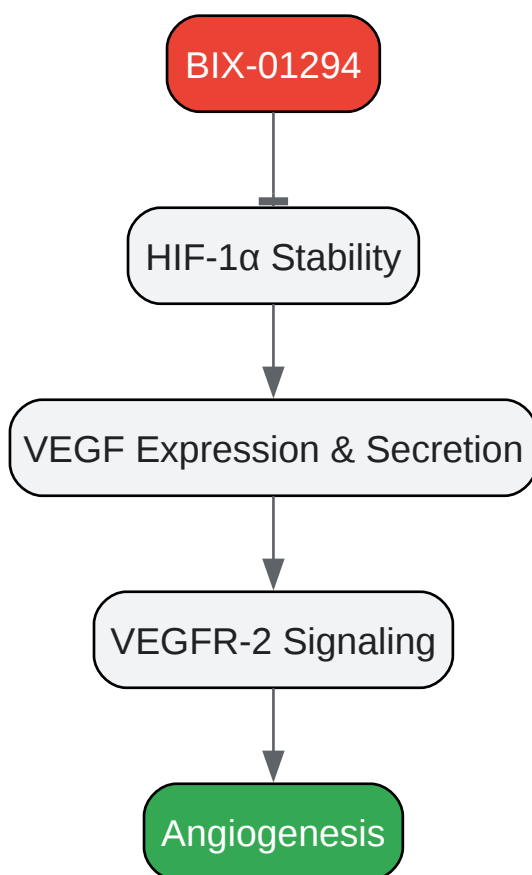 BIX-01294
HIF-1α Stability
VEGF Expression & Secretion
VEGFR-2 Signaling
Angiogenesis